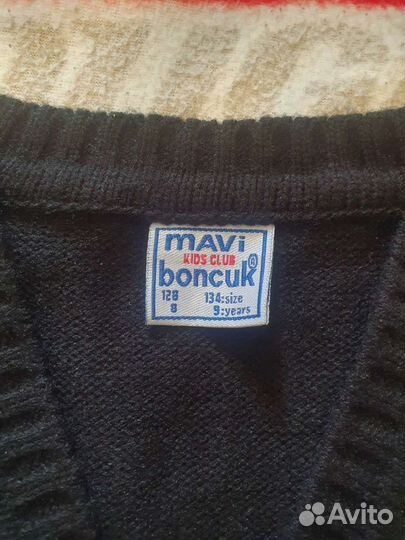 mavi
KIDS CLUB
boncuk®
128 134:size
8 9:years
Avito